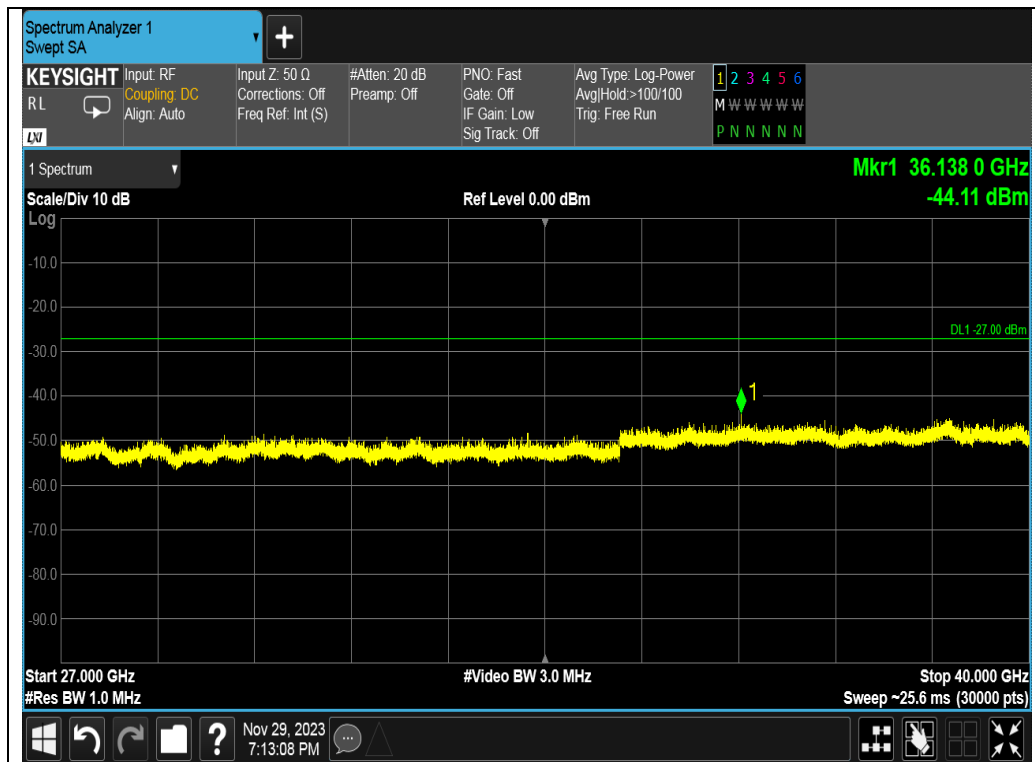 Spectrum Analyzer 1
Swept SA
+
KEYSIGHT
RL
LXI
Input: RF
Coupling: DC
Align: Auto
Input Z: 50 Ω
Corrections: Off
Freq Ref: Int (S)
#Atten: 20 dB
Preamp: Off
PNO: Fast
Gate: Off
IF Gain: Low
Sig Track: Off
Avg Type: Log-Power
Avg|Hold:>100/100
Trig: Free Run
1 2 3 4 5 6
M W W W W W
P N N N N N
1 Spectrum
Mkr1 36.138 0 GHz
-44.11 dBm
Scale/Div 10 dB
Ref Level 0.00 dBm
Log
-10.0
-20.0
DL1 -27.00 dBm
-30.0
-40.0
1
-50.0
-60.0
-70.0
-80.0
-90.0
Start 27.000 GHz
#Video BW 3.0 MHz
Stop 40.000 GHz
#Res BW 1.0 MHz
Sweep ~25.6 ms (30000 pts)
?
Nov 29, 2023
7:13:08 PM